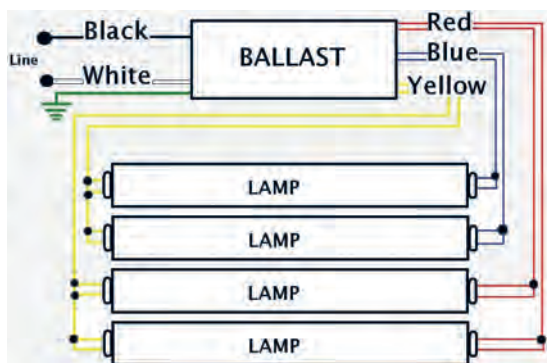 Black
Red
Line
BALLAST
Blue
White
Yellow
LAMP
LAMP
LAMP
LAMP